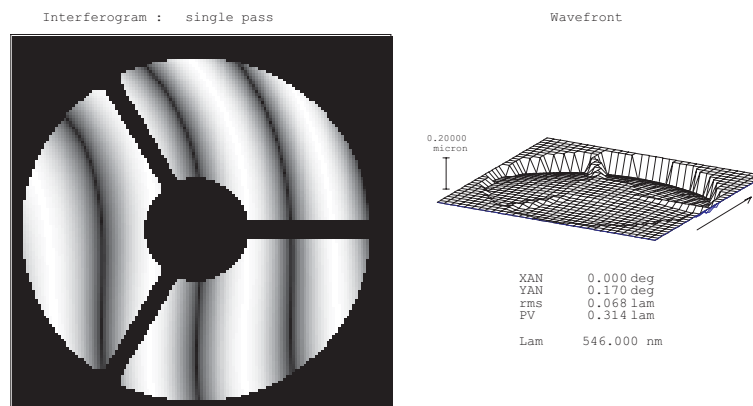 Interferogram : single pass
Wavefront
0.20000
micron
XAN 0.000 deg
YAN 0.170 deg
rms 0.068 lam
PV 0.314 lam
Lam 546.000 nm